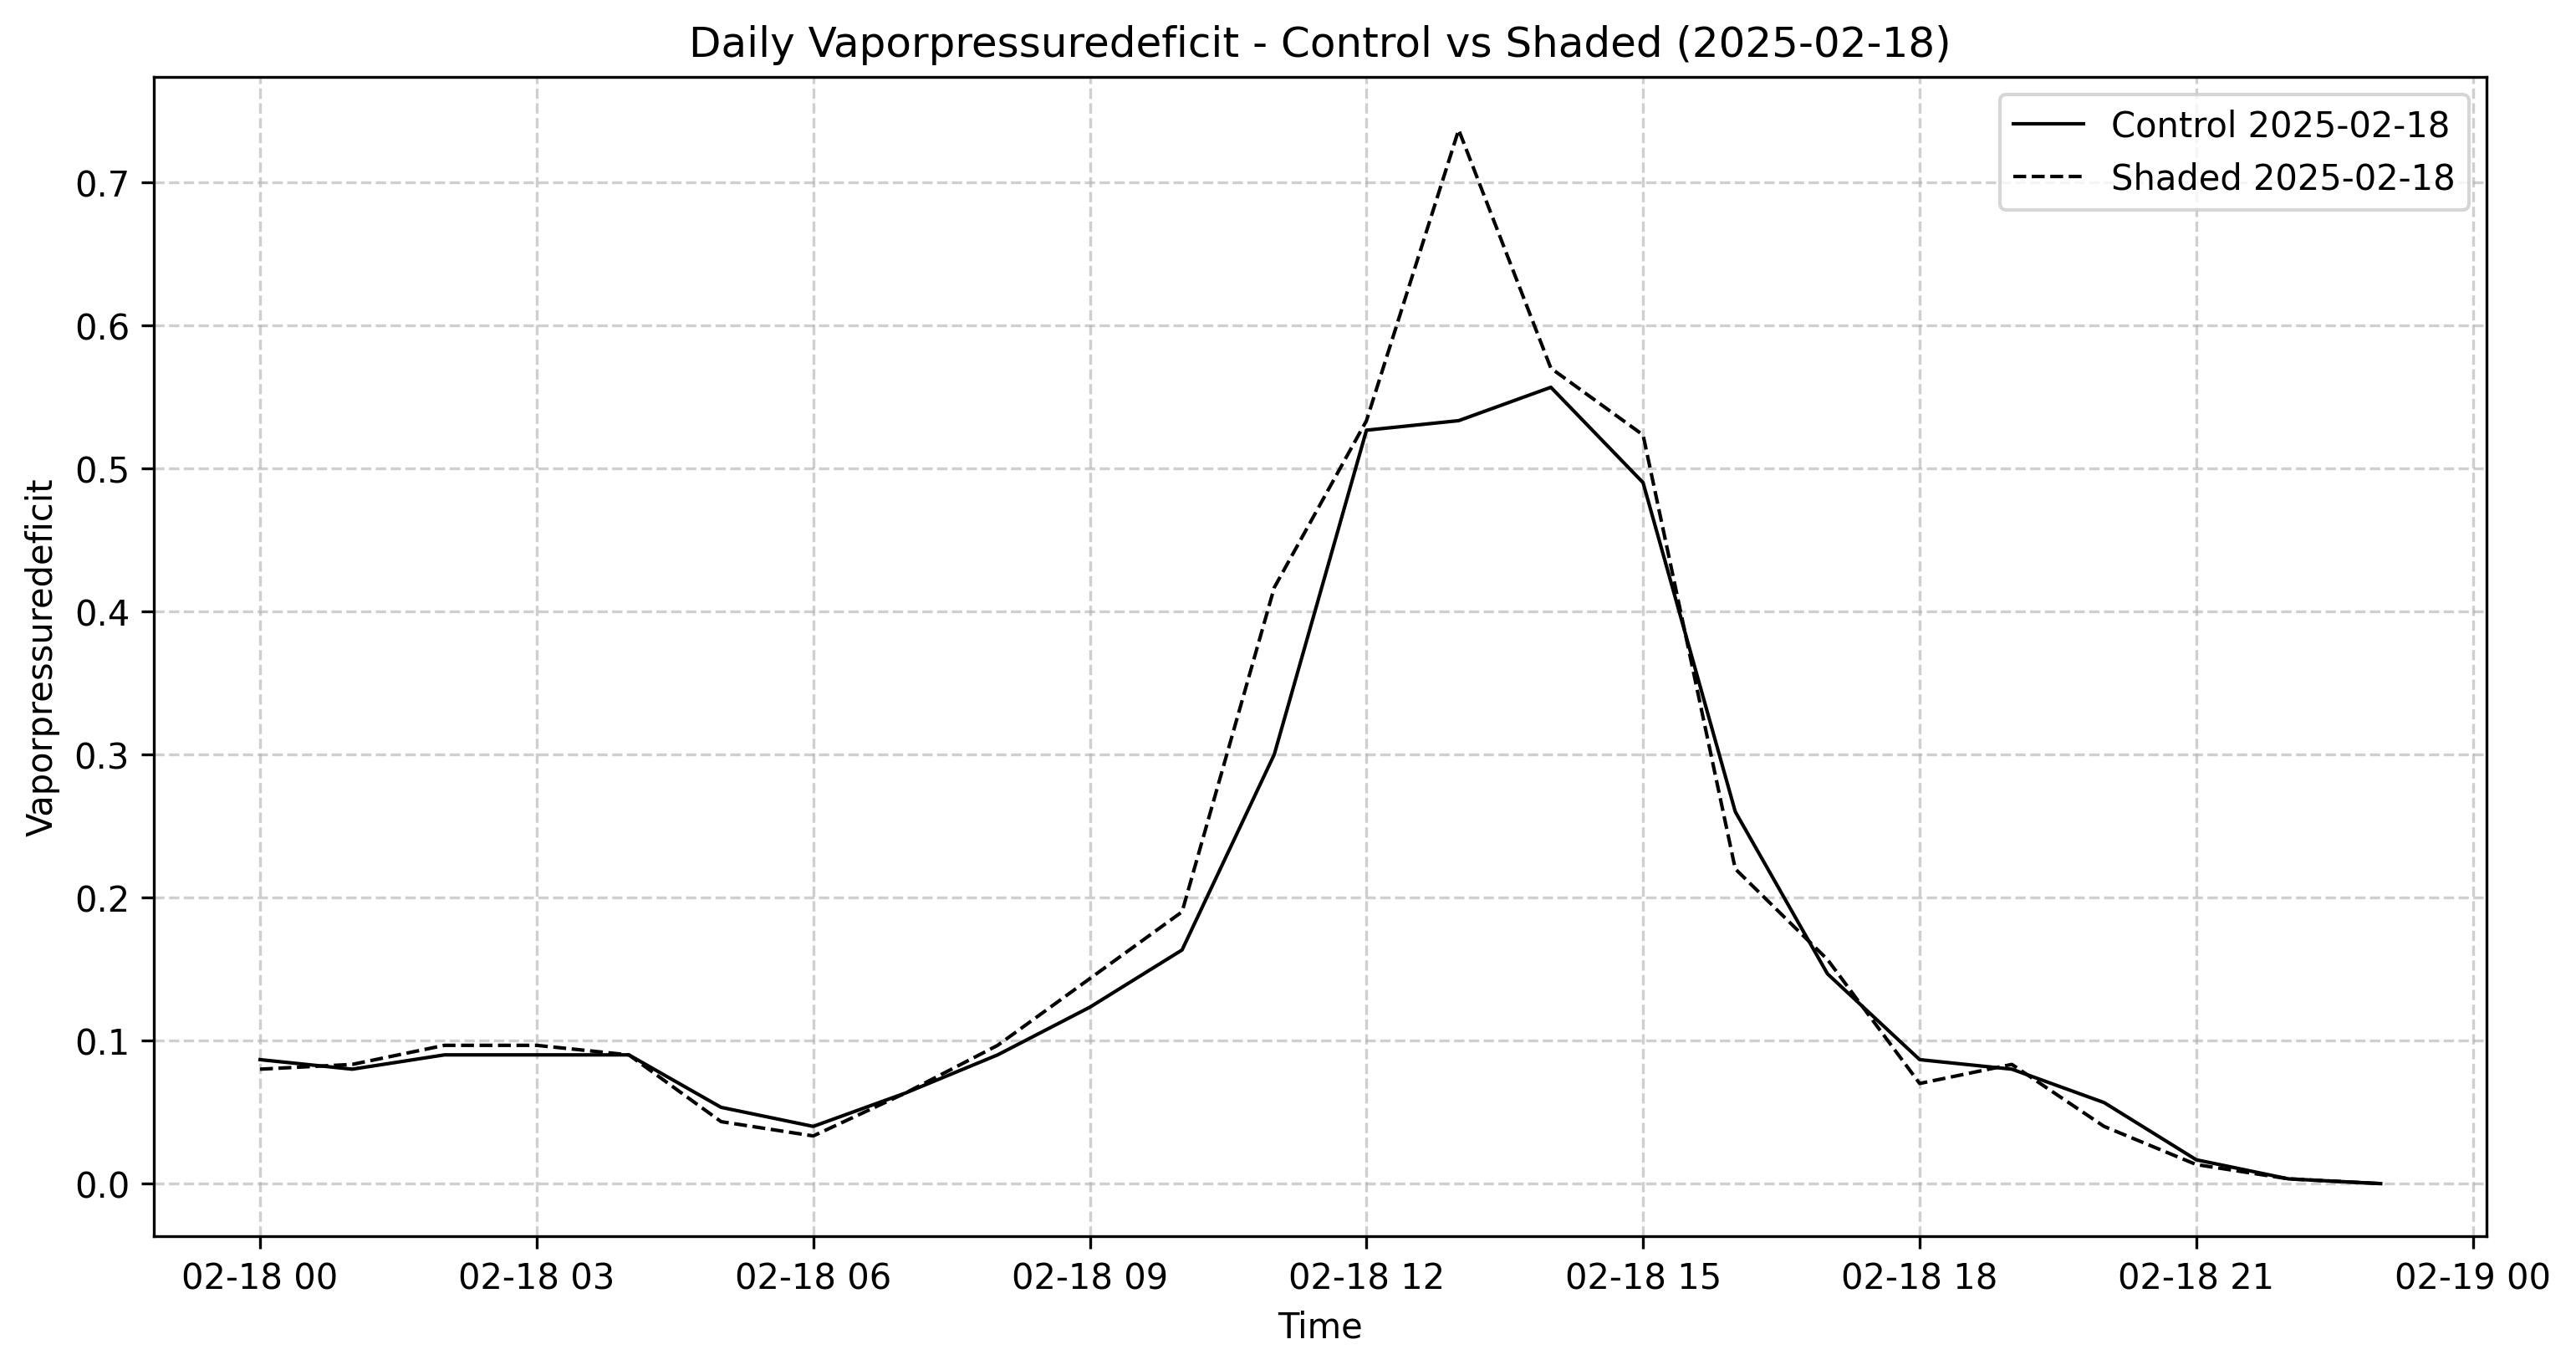 Daily Vaporpressuredeficit - Control vs Shaded (2025-02-18)
Control 2025-02-18
Shaded 2025-02-18
Vaporpressuredeficit
0.7
0.6
0.5
0.4
0.3
0.2
0.1
0.0
02-18 00 02-18 03 02-18 06 02-18 09 02-18 12 02-18 15 02-18 18 02-18 21 02-19 00
Time